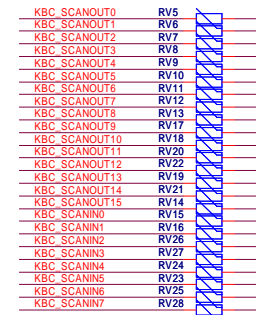 KBC_SCANOUT0 RV5
KBC_SCANOUT1 RV6
KBC_SCANOUT2 RV7
KBC_SCANOUT3 RV8
KBC_SCANOUT4 RV9
KBC_SCANOUT5 RV10
KBC_SCANOUT6 RV11
KBC_SCANOUT7 RV12
KBC_SCANOUT8 RV13
KBC_SCANOUT9 RV17
KBC_SCANOUT10 RV18
KBC_SCANOUT11 RV20
KBC_SCANOUT12 RV22
KBC_SCANOUT13 RV19
KBC_SCANOUT14 RV21
KBC_SCANOUT15 RV14
KBC_SCANIN0 RV15
KBC_SCANIN1 RV16
KBC_SCANIN2 RV26
KBC_SCANIN3 RV27
KBC_SCANIN4 RV24
KBC_SCANIN5 RV23
KBC_SCANIN6 RV25
KBC_SCANIN7 RV28